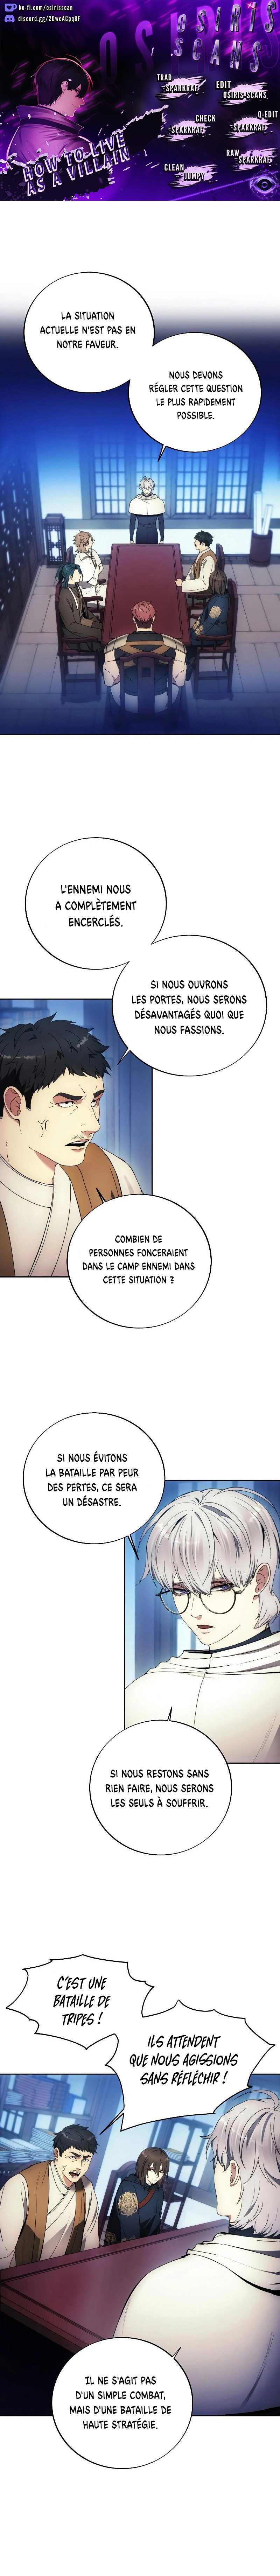 ko-fi.com/osirisscan
discord.gg/2GwcACpq8F
OSIRIS
SCANS
TRAD
SPARKRAF
EDIT
OSIRIS SCANS
CHECK
SPARKRAF
Q-EDIT
SPARKRAF
RAW
SPARKRAF
CLEAN
JUMPY
HOW TO LIVE
AS A VILLAIN
LA SITUATION
ACTUELLE N'EST PAS EN
NOTRE FAVEUR.
NOUS DEVONS
RÉGLER CETTE QUESTION
LE PLUS RAPIDEMENT
POSSIBLE.
L'ENNEMI NOUS
A COMPLÈTEMENT
ENCERCLÉS.
SI NOUS OUVRONS
LES PORTES, NOUS SERONS
DÉSAVANTAGÉS QUOI QUE
NOUS FASSIONS.
COMBIEN DE
PERSONNES FONCERAIENT
DANS LE CAMP ENNEMI DANS
CETTE SITUATION ?
SI NOUS ÉVITONS
LA BATAILLE PAR PEUR
DES PERTES, CE SERA
UN DÉSASTRE.
SI NOUS RESTONS SANS
RIEN FAIRE, NOUS SERONS
LES SEULS À SOUFFRIR.
C'EST UNE
BATAILLE DE
TRIPES !
ILS ATTENDENT
QUE NOUS AGISSIONS
SANS RÉFLÉCHIR !
IL NE S'AGIT PAS
D'UN SIMPLE COMBAT,
MAIS D'UNE BATAILLE DE
HAUTE STRATÉGIE.